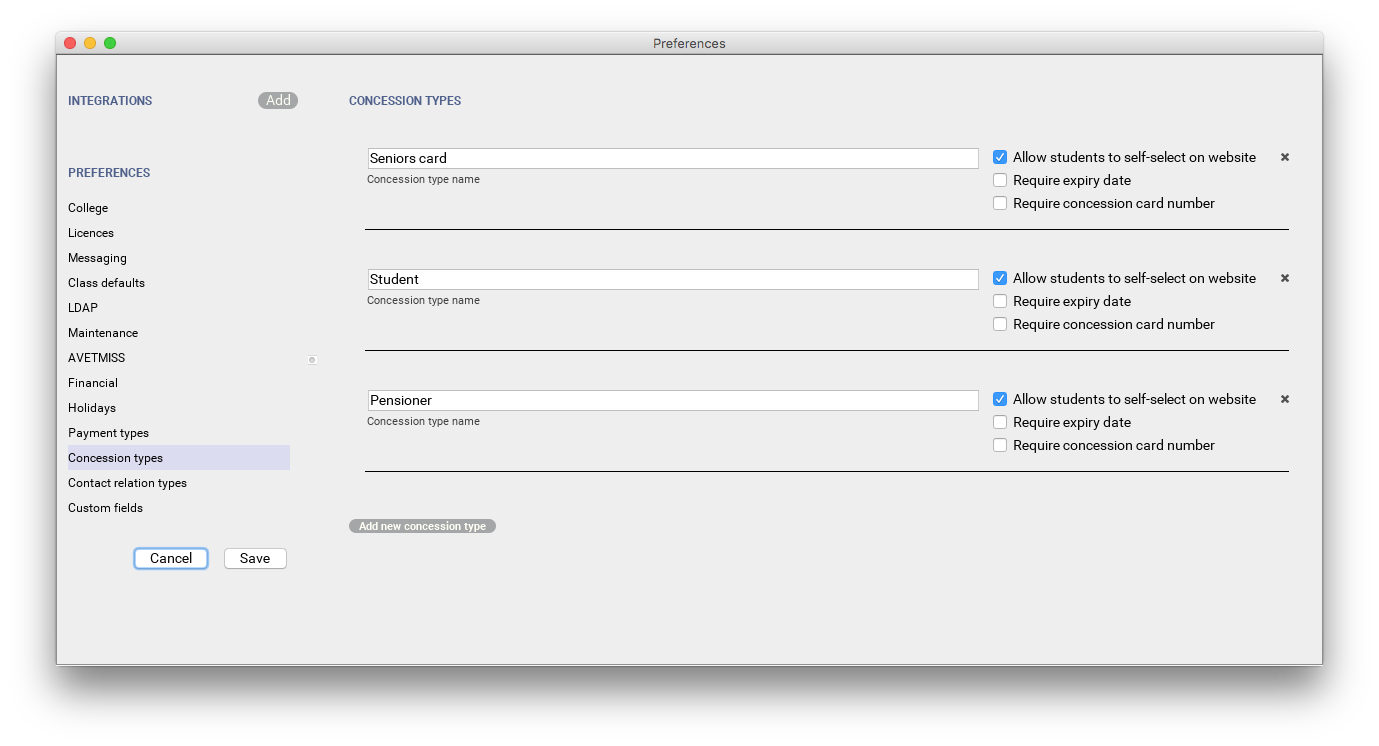 Preferences
INTEGRATIONS
Add
PREFERENCES
College
Licences
Messaging
Class defaults
LDAP
Maintenance
AVETMISS
Financial
Holidays
Payment types
Concession types
Contact relation types
Custom fields
Cancel
Save
CONCESSION TYPES
Seniors card
Concession type name
Allow students to self-select on website
Require expiry date
Require concession card number
Student
Concession type name
Allow students to self-select on website
Require expiry date
Require concession card number
Pensioner
Concession type name
Allow students to self-select on website
Require expiry date
Require concession card number
Add new concession type